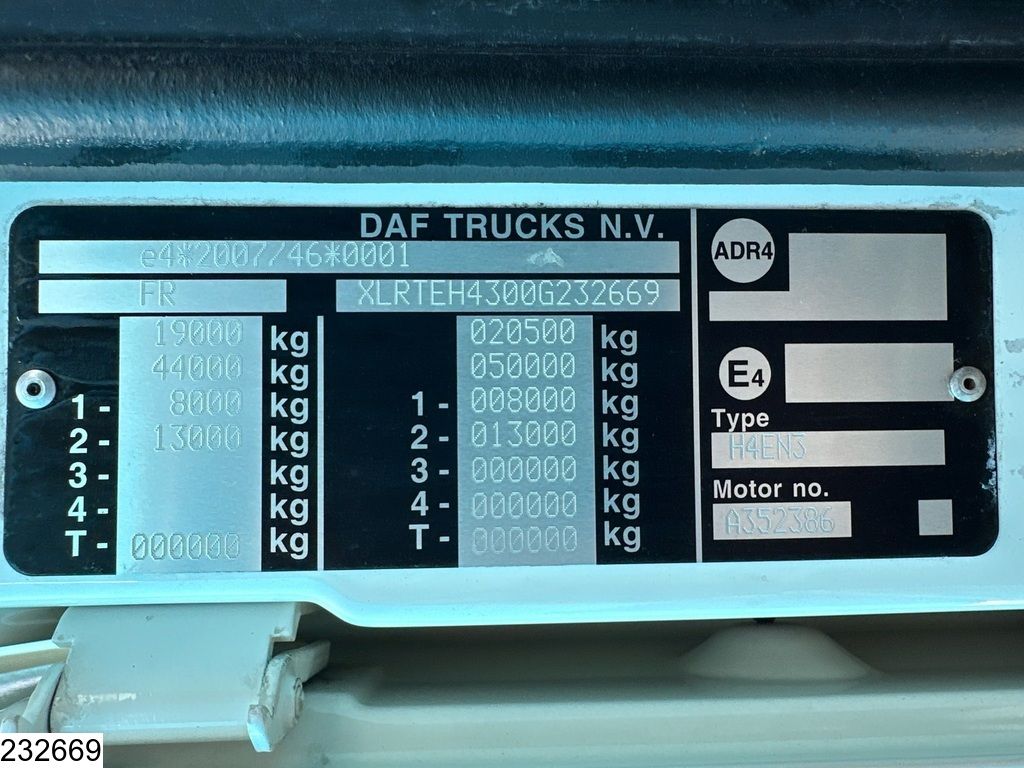 DAF TRUCKS N.V.
e4*2007/46*0001
FR XLRTEH4300G232669
19000 kg 020500 kg
44000 kg 050000 kg
1- 8000 kg 1- 008000 kg
2- 13000 kg 2- 013000 kg
3- kg 3- 000000 kg
4- kg 4- 000000 kg
T- 000000 kg T- 000000 kg
ADR4
E4
Type
H4EN3
Motor no.
A352386
232669